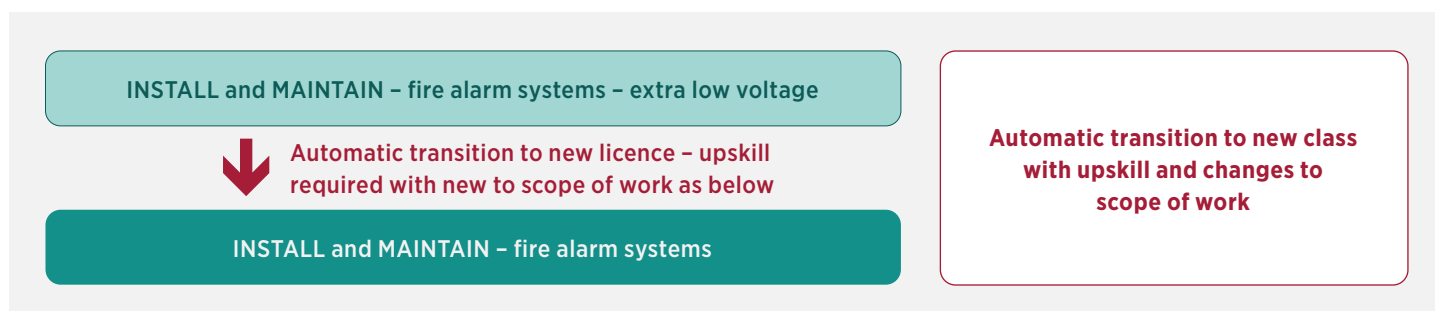 INSTALL and MAINTAIN – fire alarm systems – extra low voltage
Automatic transition to new licence – upskill
required with new to scope of work as below
INSTALL and MAINTAIN – fire alarm systems
Automatic transition to new class
with upskill and changes to
scope of work